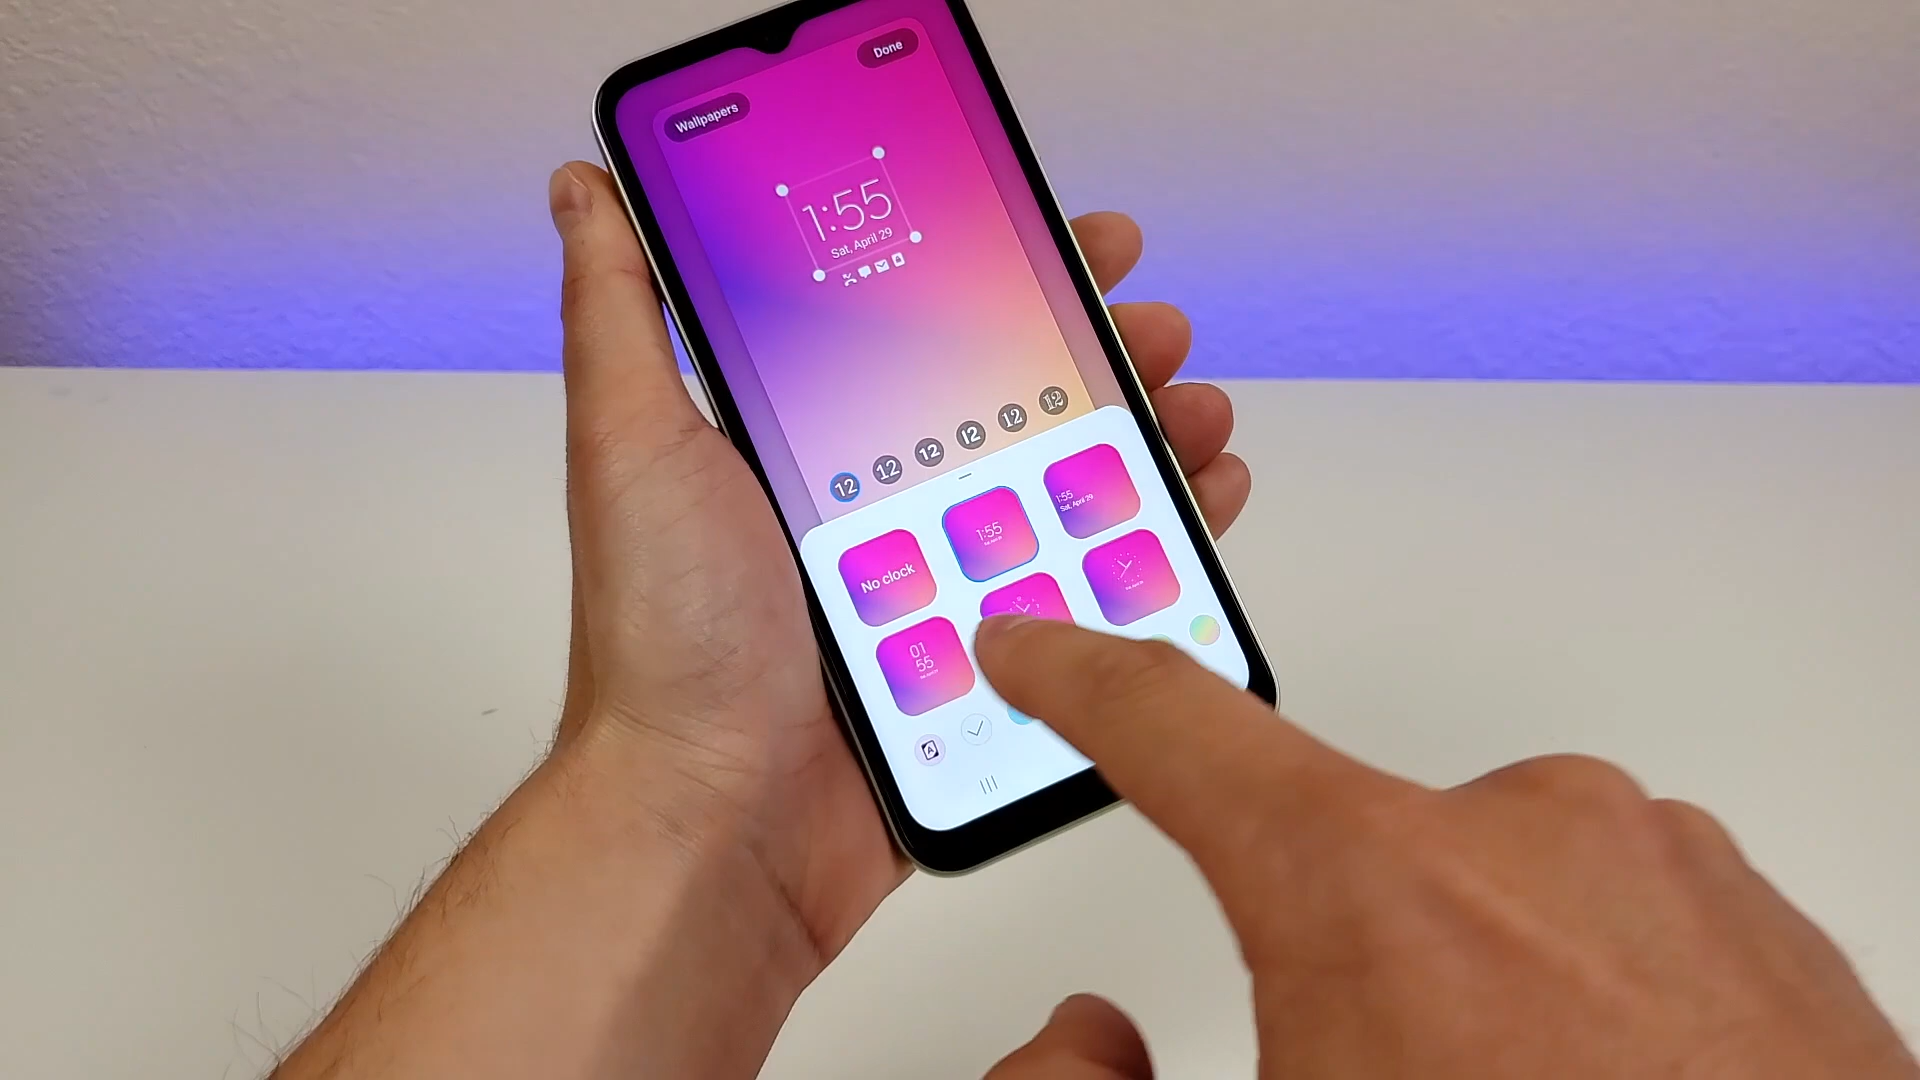 Done
Wallpapers
1:55
Sat, April 29
12 12 12 12 12 12
No clock
1:55
1:55
Sat, April 29
01
55
A